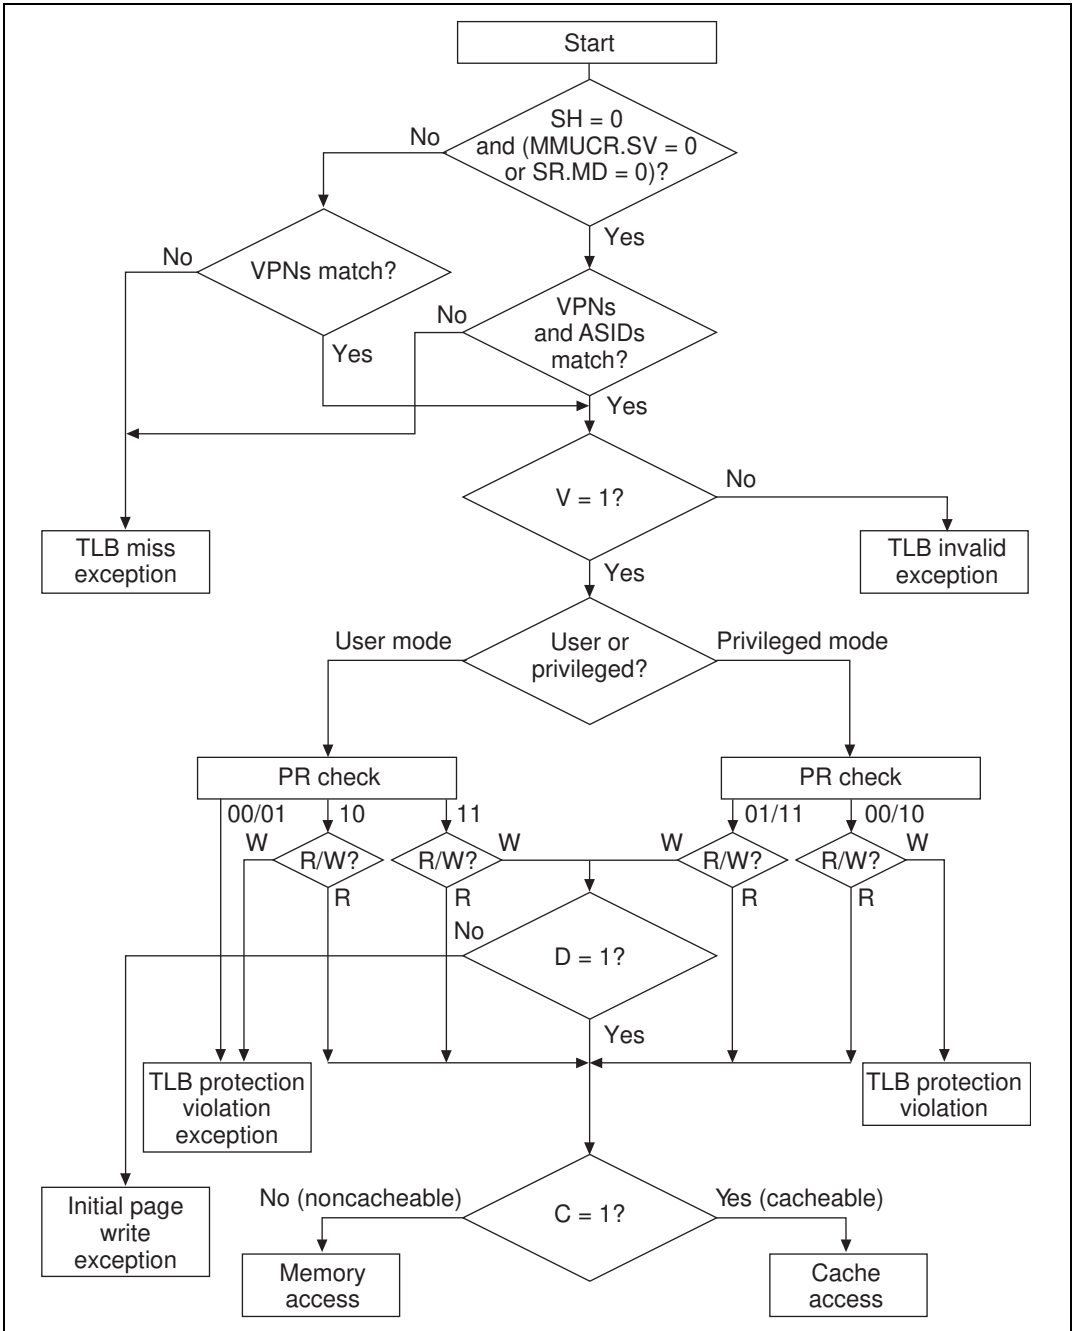 Start
SH = 0
and (MMUCR.SV = 0
or SR.MD = 0)?
No
Yes
VPNs match?
No
Yes
VPNs
and ASIDs
match?
No
Yes
V = 1?
No
Yes
TLB miss
exception
TLB invalid
exception
User or
privileged?
User mode
Privileged mode
PR check
PR check
00/01
10
11
01/11
00/10
W
R/W?
R/W?
W
W
R/W?
R/W?
W
R
R
R
R
No
D = 1?
Yes
TLB protection
violation
exception
TLB protection
violation
Initial page
write
exception
No (noncacheable)
C = 1?
Yes (cacheable)
Memory
access
Cache
access